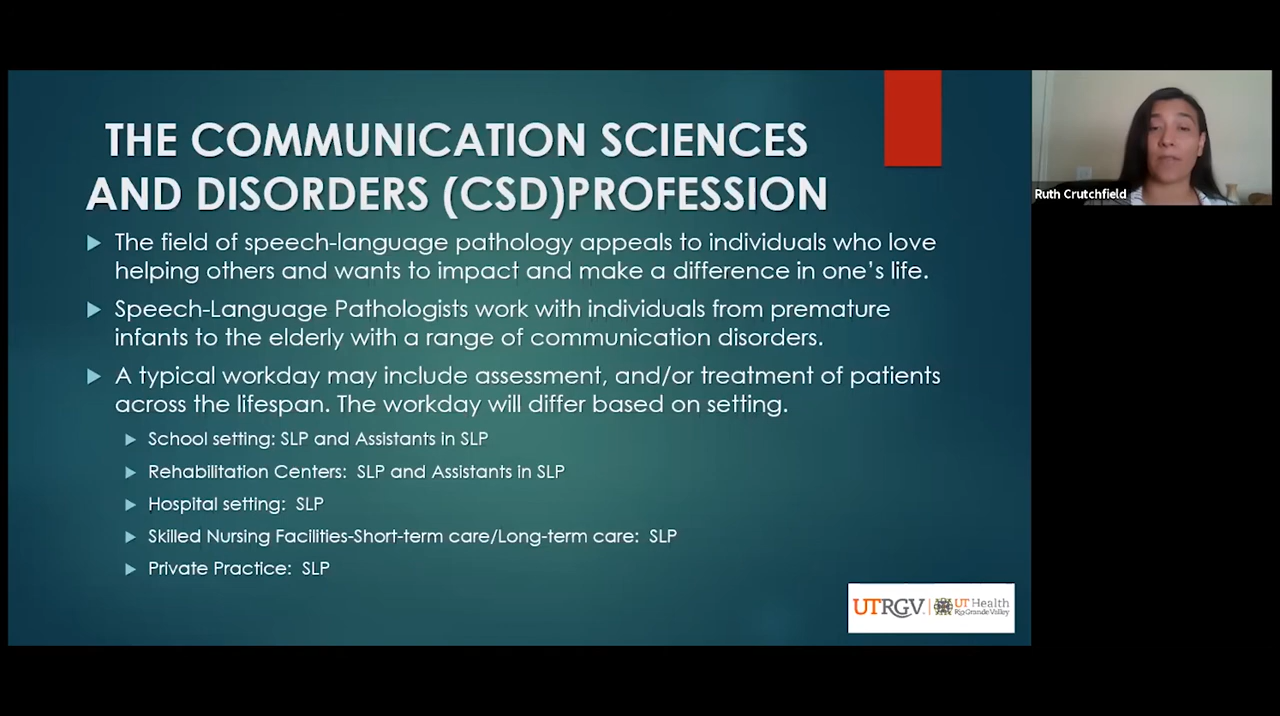 THE COMMUNICATION SCIENCES
AND DISORDERS (CSD)PROFESSION
The field of speech-language pathology appeals to individuals who love
helping others and wants to impact and make a difference in one's life.
Speech-Language Pathologists work with individuals from premature
infants to the elderly with a range of communication disorders.
A typical workday may include assessment, and/or treatment of patients
across the lifespan. The workday will differ based on setting.
School setting: SLP and Assistants in SLP
Rehabilitation Centers: SLP and Assistants in SLP
Hospital setting: SLP
Skilled Nursing Facilities-Short-term care/Long-term care: SLP
Private Practice: SLP
UTRGV | UT Health
Rio Grande Valley
Ruth Crutchfield